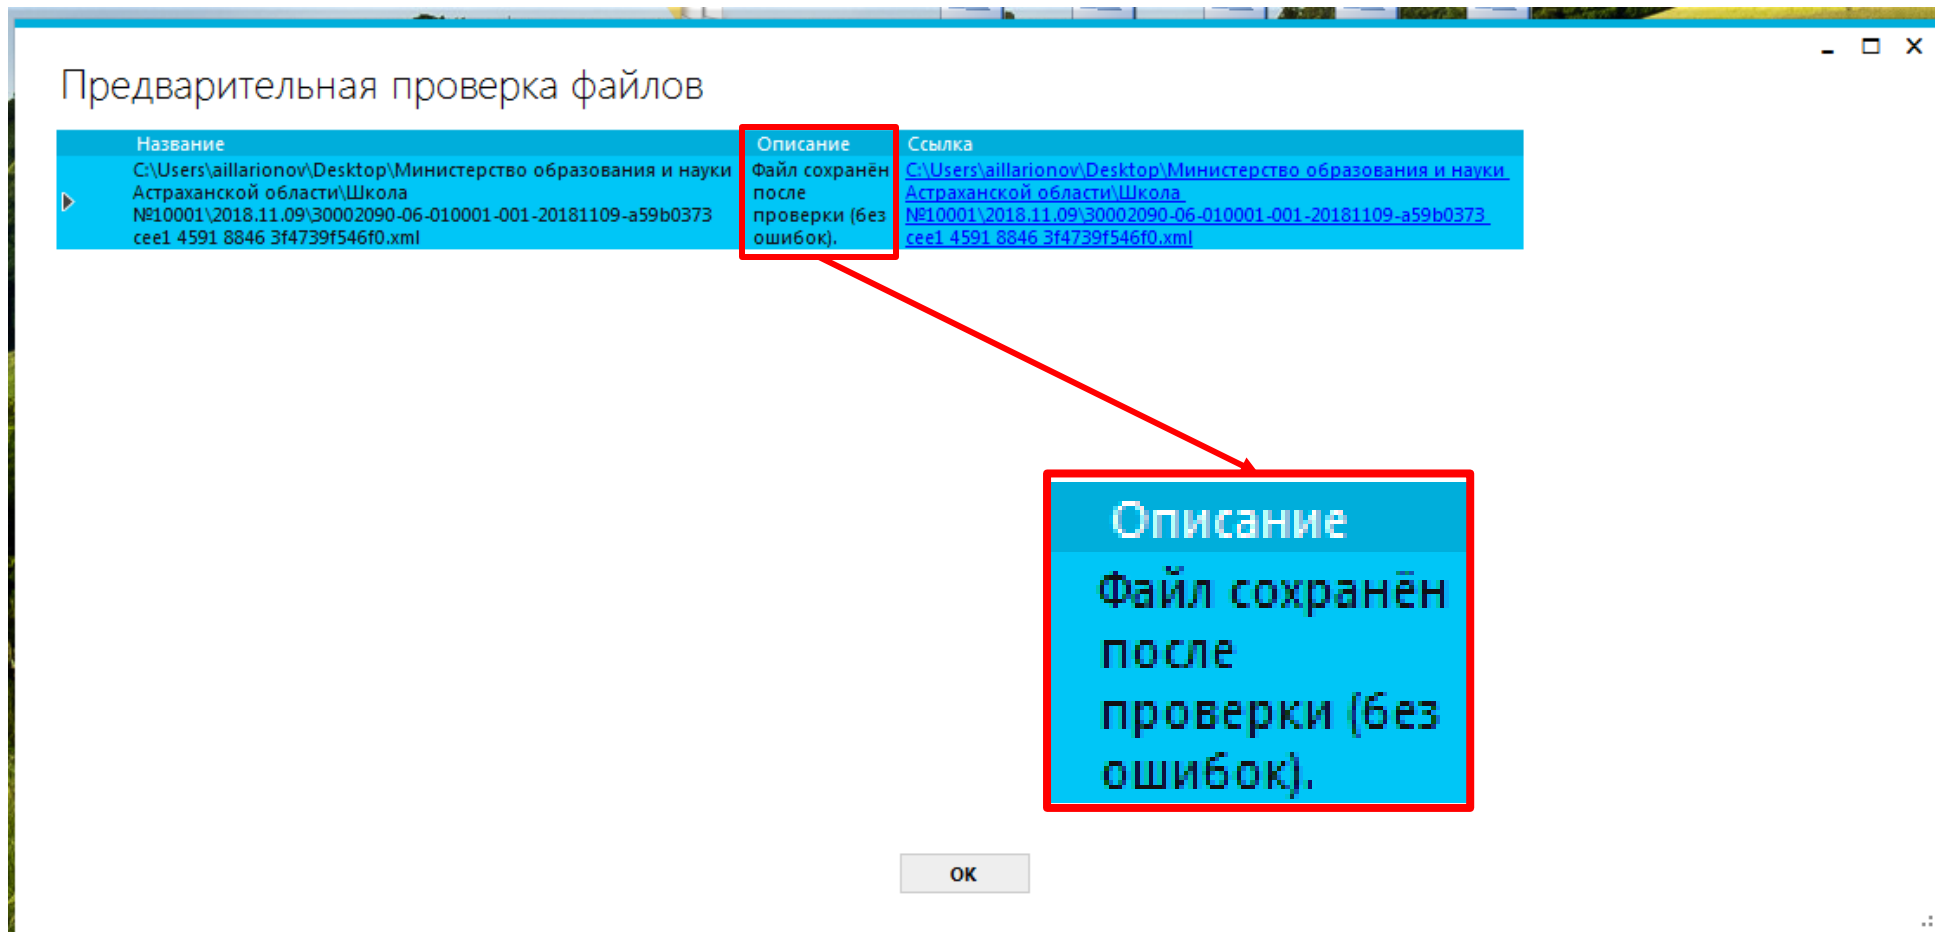 Предварительная проверка файлов
Название
Описание
Ссылка
C:\Users\aillarionov\Desktop\Министерство образования и науки
Астраханской области\Школа
№10001\2018.11.09\30002090-06-010001-001-20181109-a59b0373
cee1 4591 8846 3f4739f546f0.xml
Файл сохранён
после
проверки (без
ошибок).
C:\Users\aillarionov\Desktop\Министерство образования и науки
Астраханской области\Школа
№10001\2018.11.09\30002090-06-010001-001-20181109-a59b0373
cee1 4591 8846 3f4739f546f0.xml
Описание
Файл сохранён
после
проверки (без
ошибок).
OK